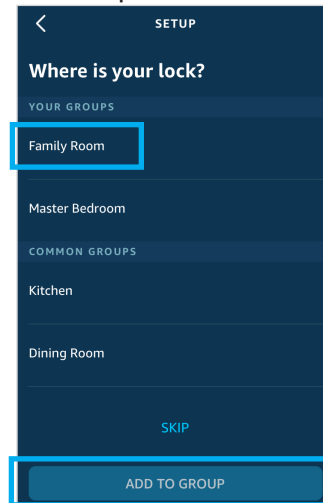 SETUP
Where is your lock?
YOUR GROUPS
Family Room
Master Bedroom
COMMON GROUPS
Kitchen
Dining Room
SKIP
ADD TO GROUP